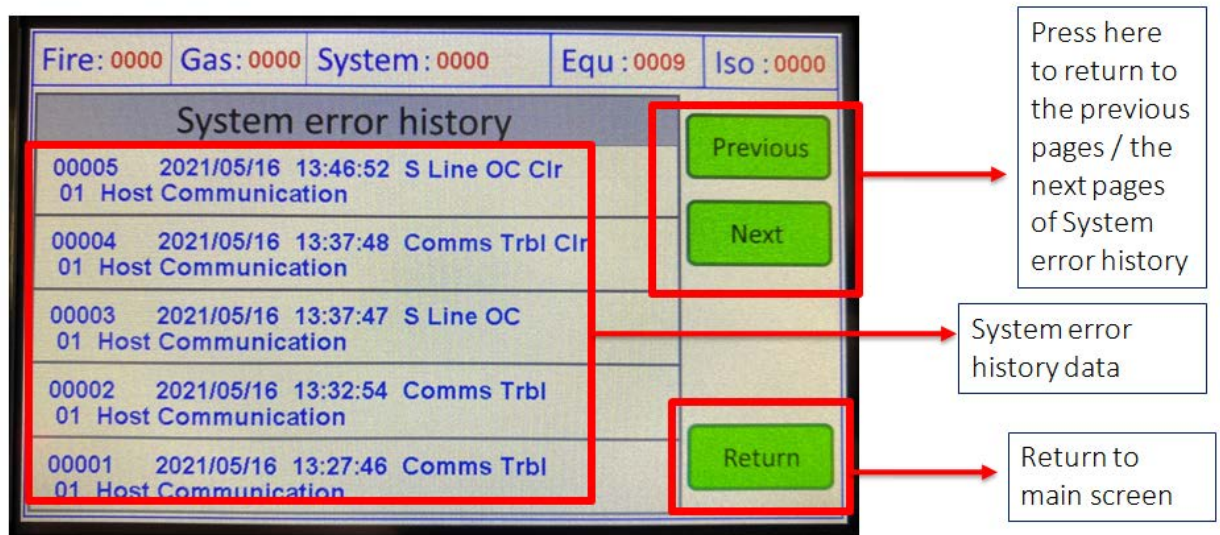 Fire: 0000 Gas: 0000 System: 0000 Equ: 0009 Iso: 0000
System error history
00005 2021/05/16 13:46:52 S Line OC Clr
01 Host Communication
00004 2021/05/16 13:37:48 Comms Trbl Clr
01 Host Communication
00003 2021/05/16 13:37:47 S Line OC
01 Host Communication
00002 2021/05/16 13:32:54 Comms Trbl
01 Host Communication
00001 2021/05/16 13:27:46 Comms Trbl
01 Host Communication
Previous
Next
Return
Press here
to return to
the previous
pages / the
next pages
of System
error history
System error
history data
Return to
main screen